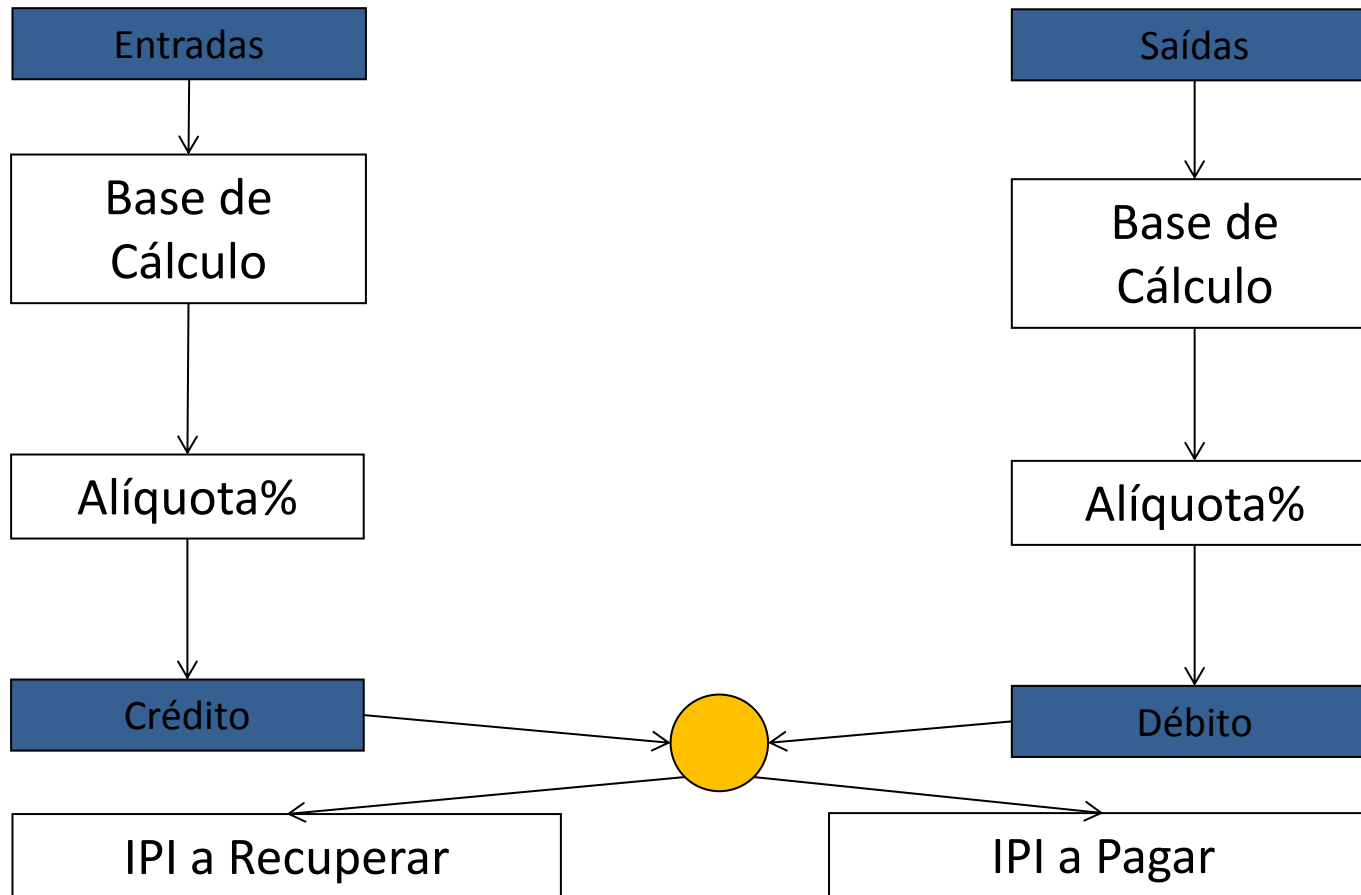 Entradas
Base de
Cálculo
Alíquota%
Crédito
IPI a Recuperar
Saídas
Base de
Cálculo
Alíquota%
Débito
IPI a Pagar